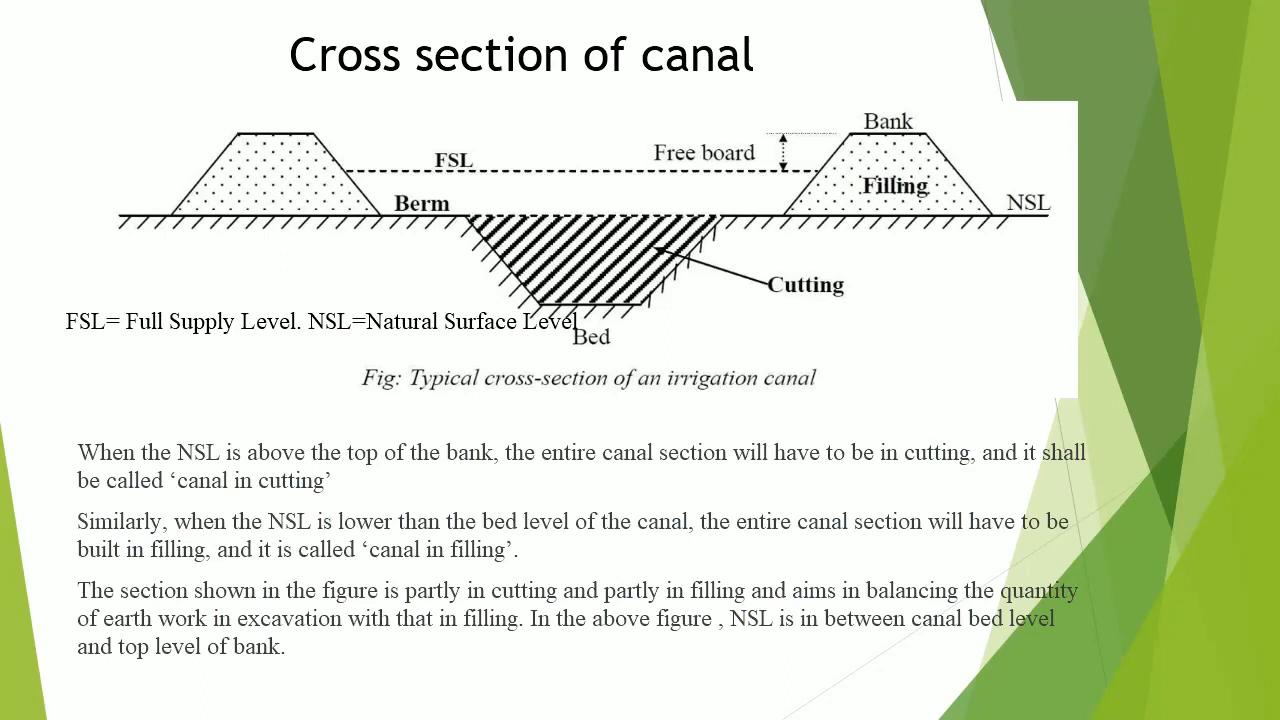 Cross section of canal
Bank
Free board
FSL
Filling
Berm
NSL
Cutting
FSL= Full Supply Level. NSL=Natural Surface Level
Bed
Fig: Typical cross-section of an irrigation canal
When the NSL is above the top of the bank, the entire canal section will have to be in cutting, and it shall
be called ‘canal in cutting’
Similarly, when the NSL is lower than the bed level of the canal, the entire canal section will have to be
built in filling, and it is called ‘canal in filling’.
The section shown in the figure is partly in cutting and partly in filling and aims in balancing the quantity
of earth work in excavation with that in filling. In the above figure , NSL is in between canal bed level
and top level of bank.